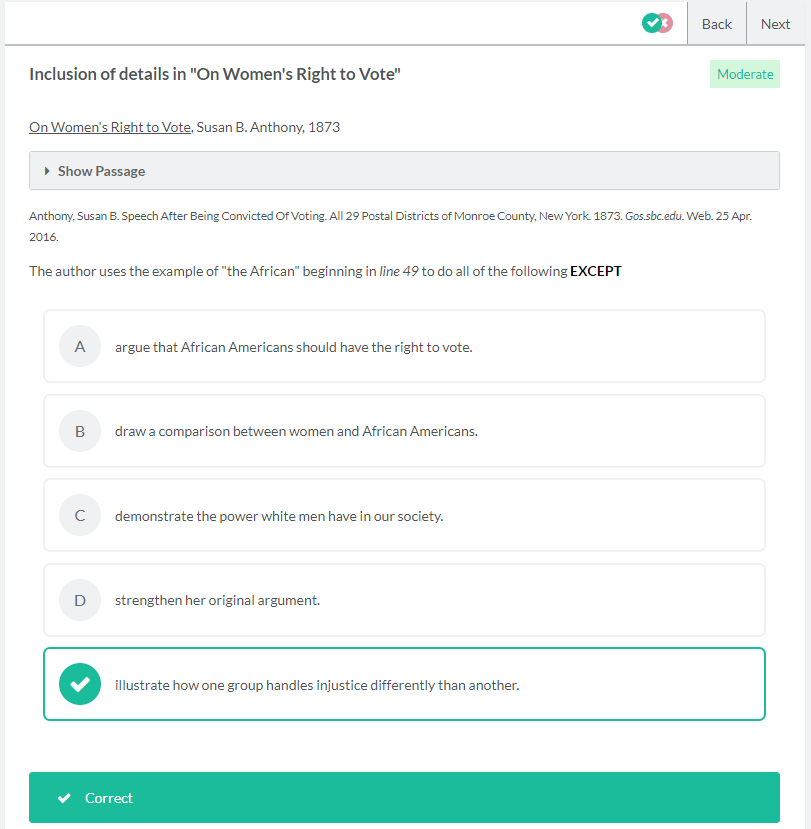 Back Next
Inclusion of details in "On Women's Right to Vote"
Moderate
On Women's Right to Vote, Susan B. Anthony, 1873
Show Passage
Anthony, Susan B. Speech After Being Convicted Of Voting. All 29 Postal Districts of Monroe County, New York. 1873. Gos.sbc.edu. Web. 25 Apr.
2016.
The author uses the example of "the African" beginning in line 49 to do all of the following EXCEPT
A argue that African Americans should have the right to vote.
B draw a comparison between women and African Americans.
C demonstrate the power white men have in our society.
D strengthen her original argument.
illustrate how one group handles injustice differently than another.
Correct